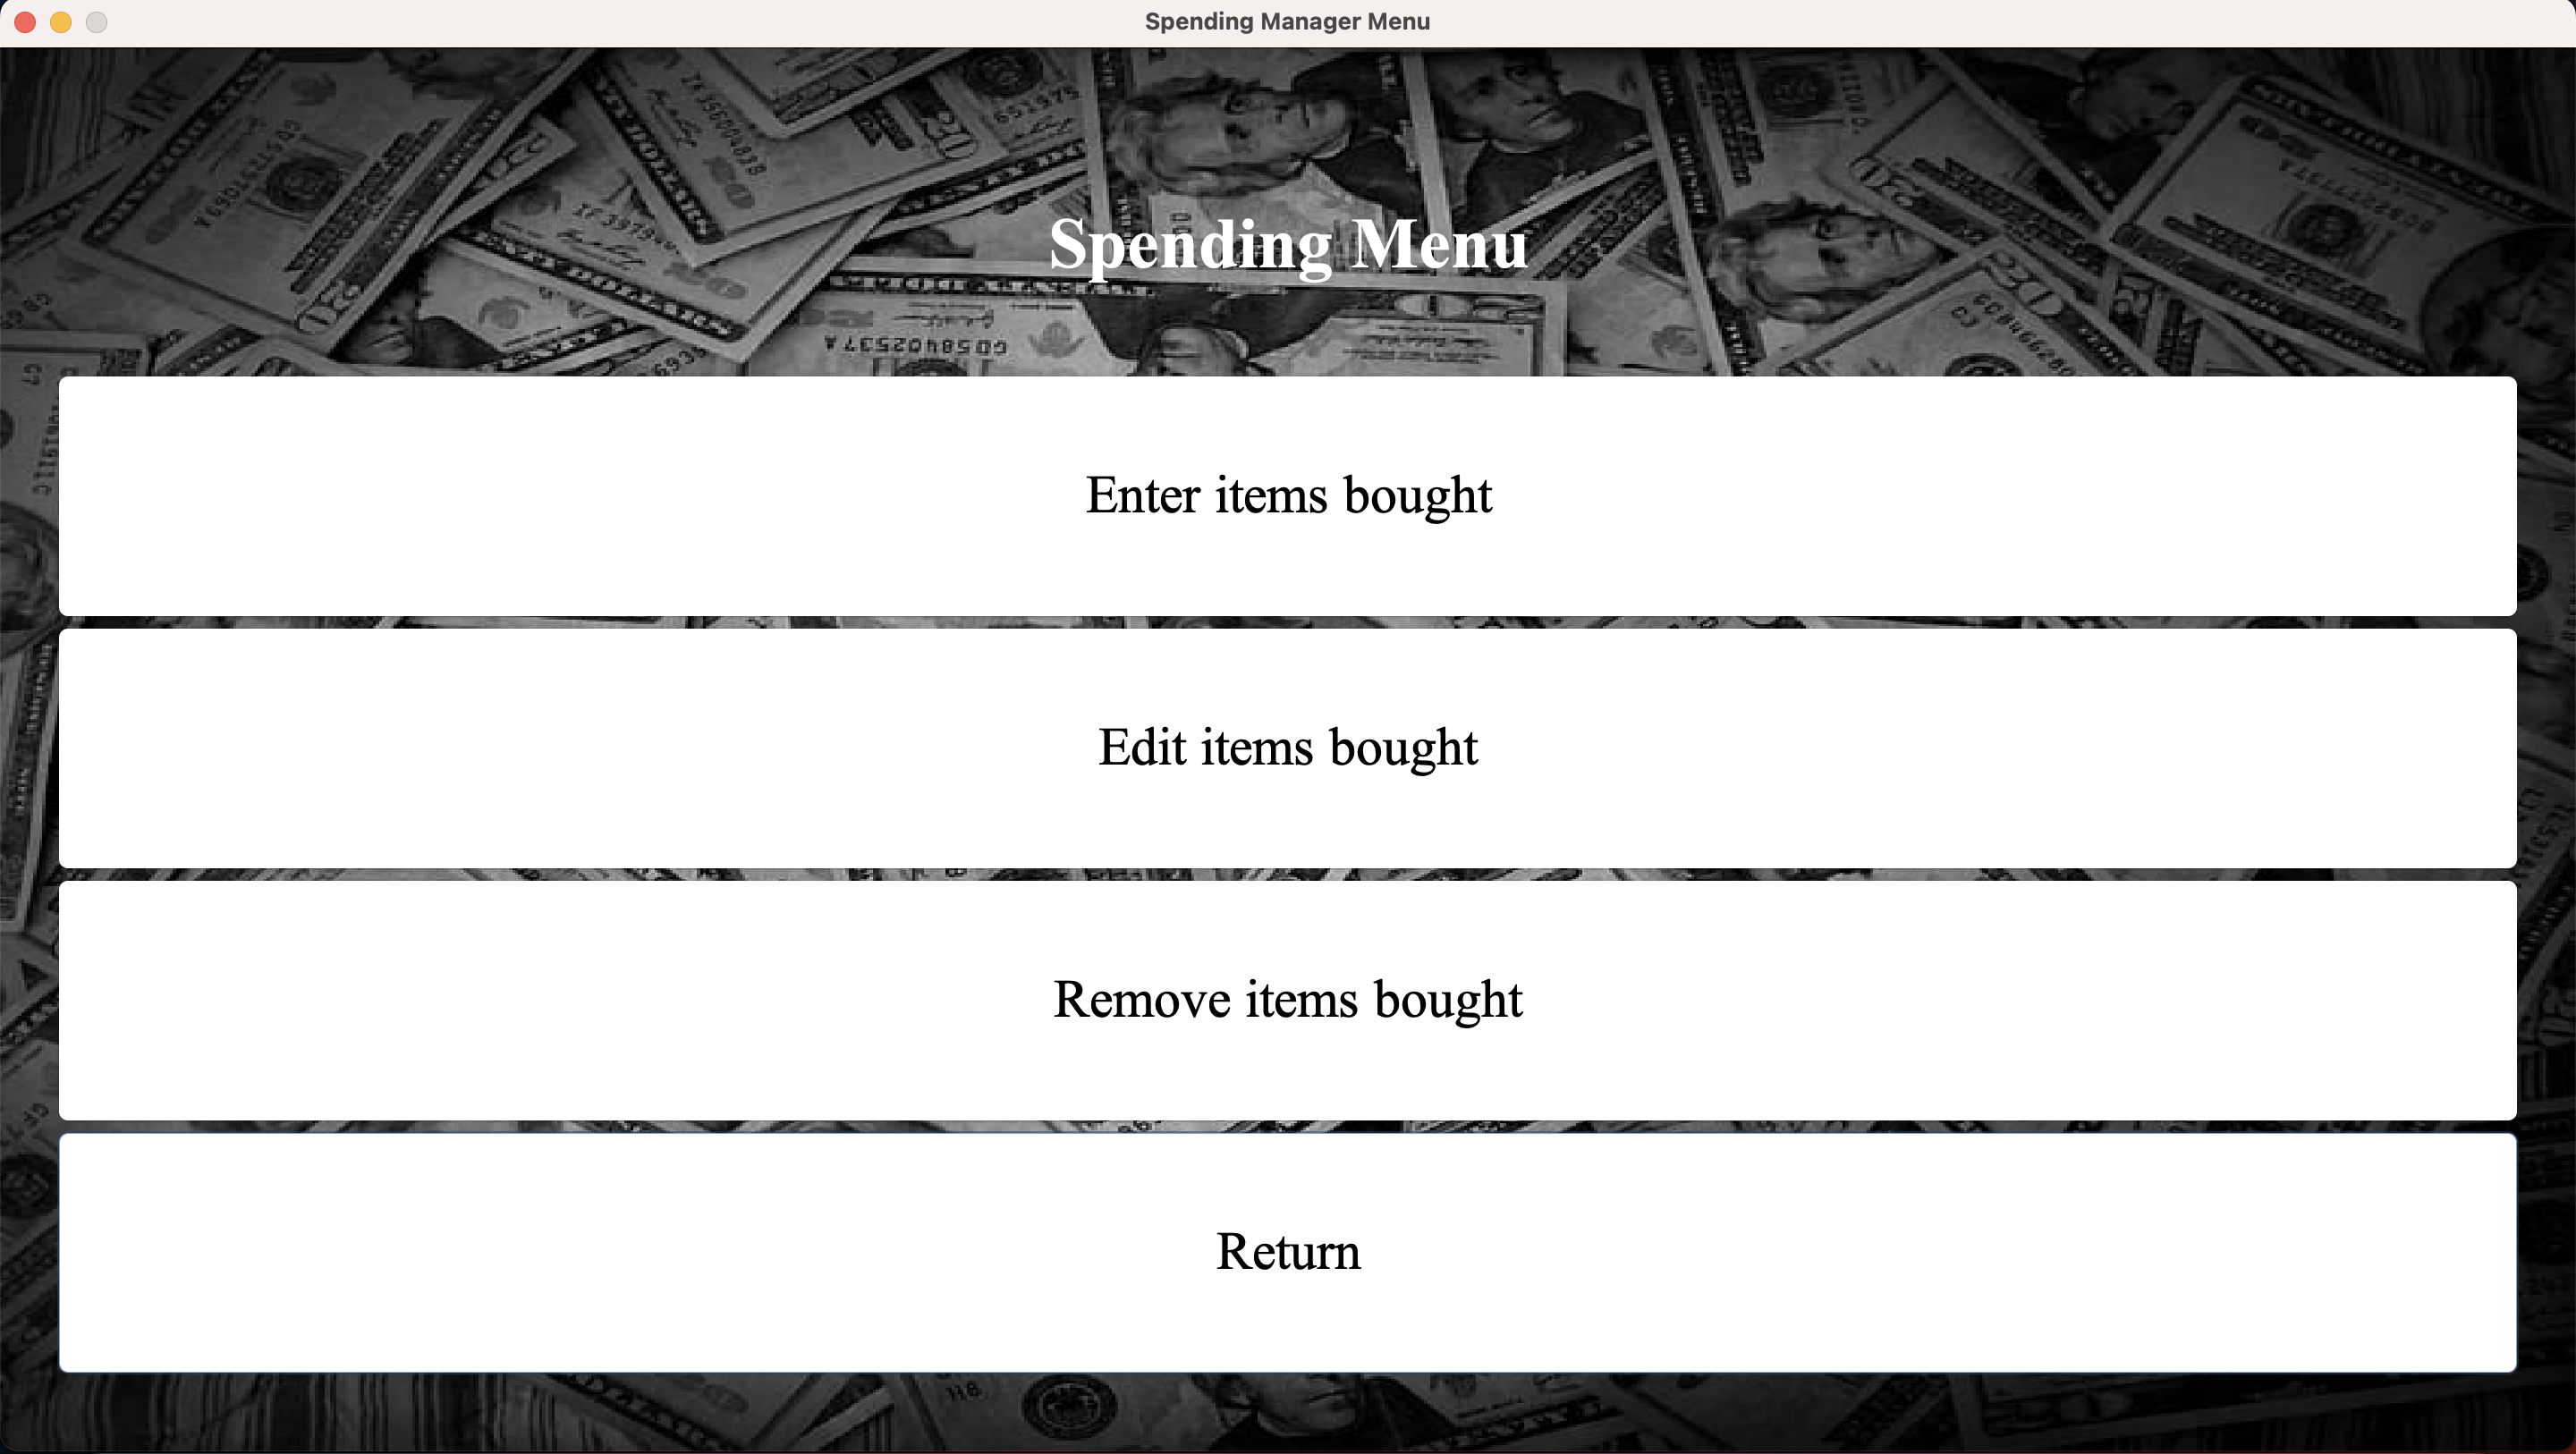 Spending Manager Menu
Spending Menu
Enter items bought
Edit items bought
Remove items bought
Return